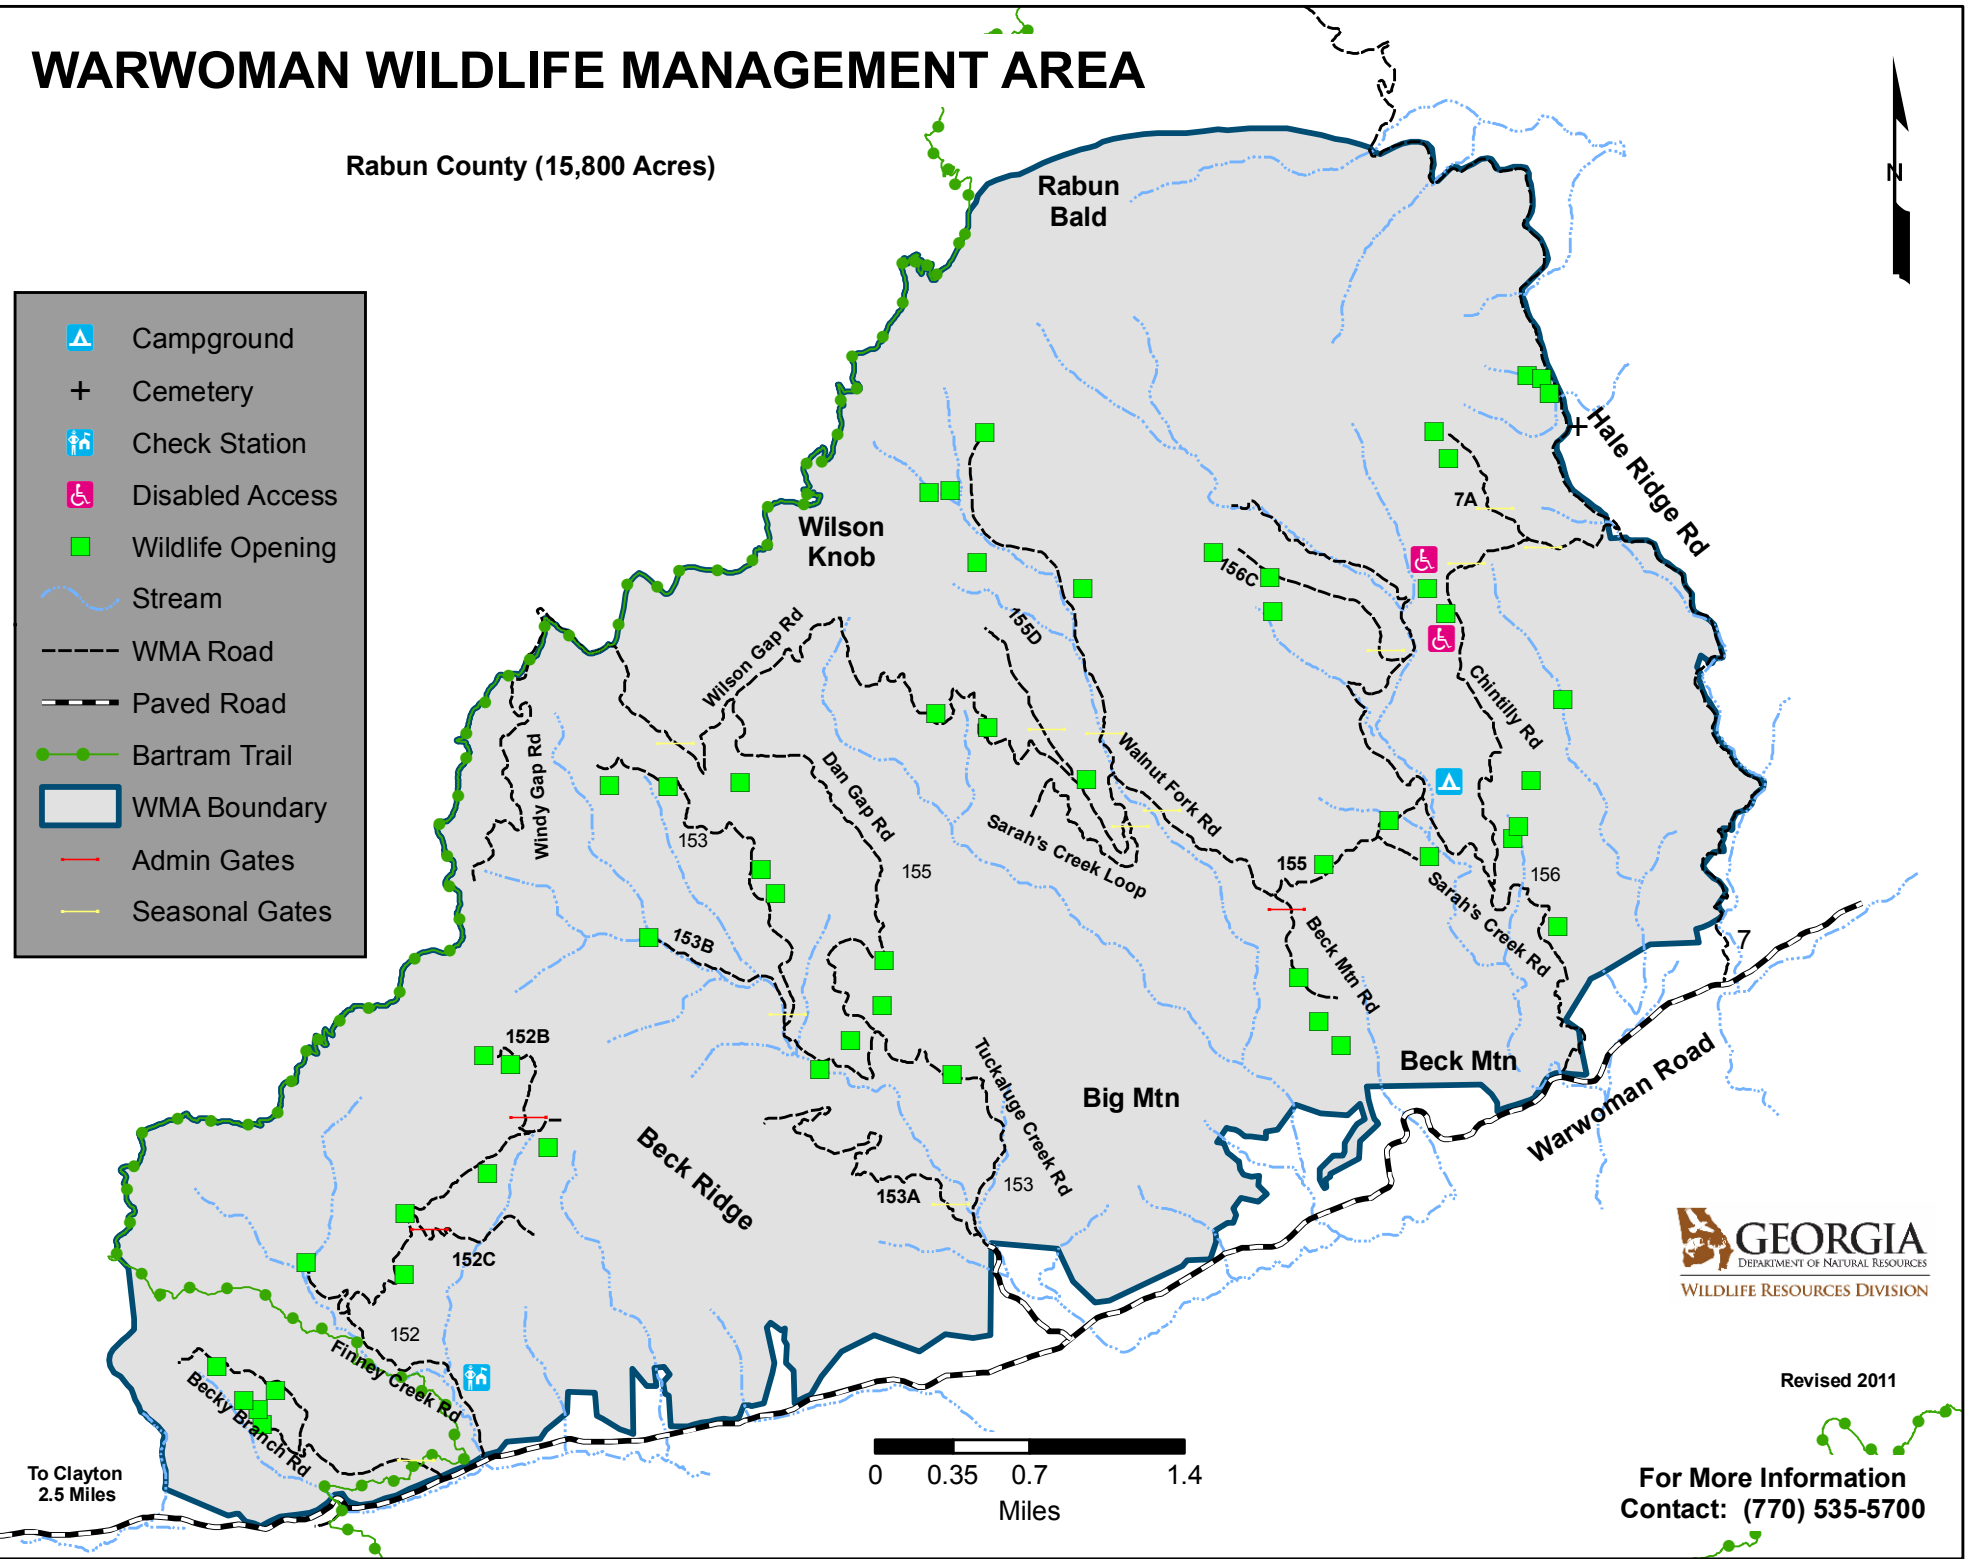 WARWOMAN WILDLIFE MANAGEMENT AREA
Rabun County (15,800 Acres)
N
Rabun
Bald
Campground
Cemetery
Check Station
Disabled Access
Wildlife Opening
Stream
WMA Road
Paved Road
Bartram Trail
WMA Boundary
Admin Gates
Seasonal Gates
Hale Ridge Rd
7A
Wilson
Knob
156C
155D
Wilson Gap Rd
Chintilly Rd
Windy Gap Rd
Dan Gap Rd
Walnut Fork Rd
Sarah's Creek Loop
153
155
155
156
Sarah's Creek Rd
153B
Beck Mtn Rd
7
152B
Tuckaluge Creek Rd
Beck Mtn
Big Mtn
Warwoman Road
Beck Ridge
153A
153
152C
152
Finney Creek Rd
Becky Branch Rd
GEORGIA
DEPARTMENT OF NATURAL RESOURCES
WILDLIFE RESOURCES DIVISION
Revised 2011
To Clayton
2.5 Miles
0 0.35 0.7 1.4
Miles
For More Information
Contact: (770) 535-5700